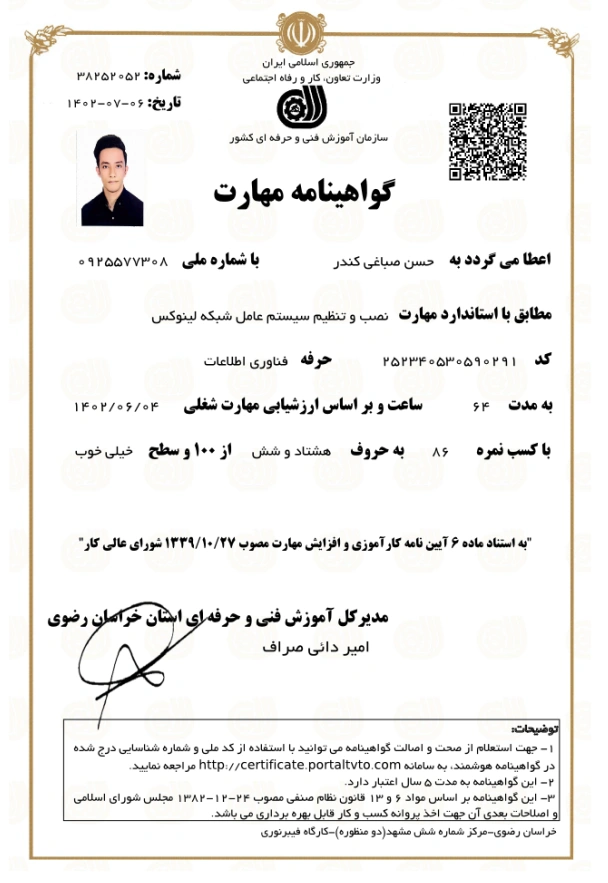 جمهوری اسلامی ایران
وزارت تعاون، کار و رفاه اجتماعی
شماره: ۳۸۲۵۲۰۵۲
تاریخ: ۱۴۰۲-۰۷-۰۶
سازمان آموزش فنی و حرفه ای کشور
گواهینامه مهارت
اعطا می گردد به حسن صباغی کندر با شماره ملی ۰۹۲۵۵۷۷۳۰۸
مطابق با استاندارد مهارت نصب و تنظیم سیستم عامل شبکه لینوکس
کد ۲۵۲۳۴۰۵۳۰۵۹۰۲۹۱ حرفه فناوری اطلاعات
به مدت ۶۴ ساعت و بر اساس ارزشیابی مهارت شغلی ۱۴۰۲/۰۶/۰۴
با کسب نمره ۸۶ به حروف هشتاد و شش از ۱۰۰ و سطح خیلی خوب
"به استناد ماده ۶ آیین نامه کارآموزی و افزایش مهارت مصوب ۱۳۳۹/۱۰/۲۷ شورای عالی کار"
مدیرکل آموزش فنی و حرفه ای استان خراسان رضوی
امیر دائی صراف
توضیحات:
۱- جهت استعلام از صحت و اصالت گواهینامه می توانید با استفاده از کد ملی و شماره شناسایی درج شده
در گواهینامه هوشمند، به سامانه http://certificate.portaltvto.com مراجعه نمایید.
۲- این گواهینامه به مدت ۵ سال اعتبار دارد.
۳- این گواهینامه بر اساس مواد ۶ و ۱۳ قانون نظام صنفی مصوب ۲۴-۱۲-۱۳۸۲ مجلس شورای اسلامی
و اصلاحات بعدی آن جهت اخذ پروانه کسب و کار قابل بهره برداری می باشد.
خراسان رضوی-مرکز شماره شش مشهد(دو منظوره)-کارگاه فیبرنوری